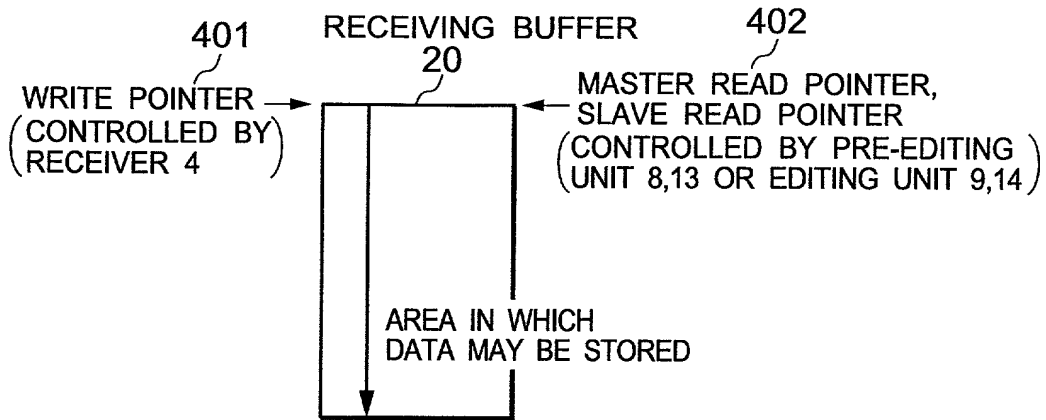 401
RECEIVING BUFFER
20
402
WRITE POINTER
(CONTROLLED BY
RECEIVER 4)
MASTER READ POINTER,
SLAVE READ POINTER
(CONTROLLED BY PRE-EDITING
UNIT 8,13 OR EDITING UNIT 9,14)
AREA IN WHICH
DATA MAY BE STORED